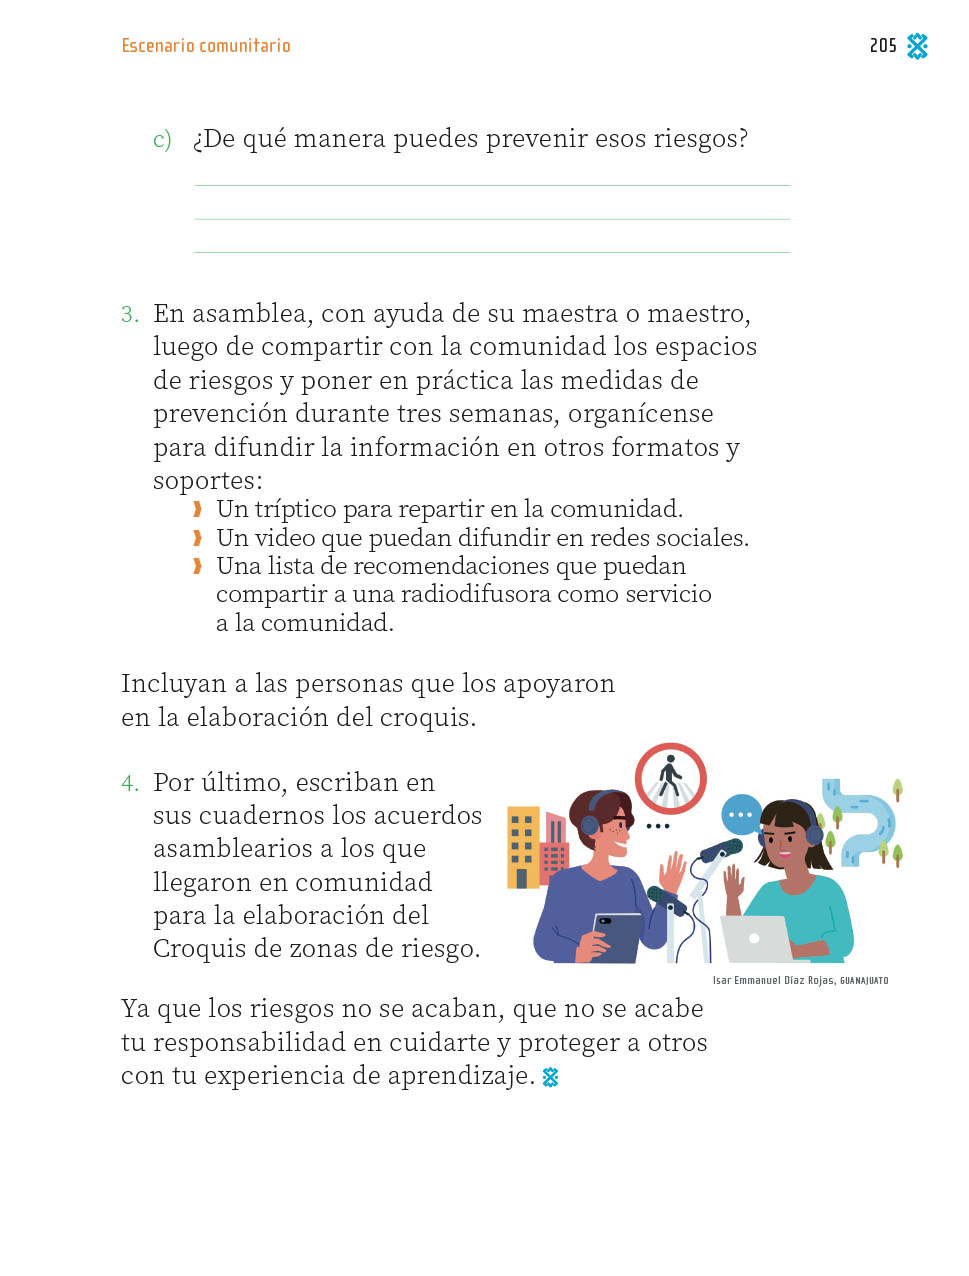 Escenario comunitario
205
c) ¿De qué manera puedes prevenir esos riesgos?
3. En asamblea, con ayuda de su maestra o maestro,
luego de compartir con la comunidad los espacios
de riesgos y poner en práctica las medidas de
prevención durante tres semanas, organícense
para difundir la información en otros formatos y
soportes:
Un tríptico para repartir en la comunidad.
Un video que puedan difundir en redes sociales.
Una lista de recomendaciones que puedan
compartir a una radiodifusora como servicio
a la comunidad.
Incluyan a las personas que los apoyaron
en la elaboración del croquis.
4. Por último, escriban en
sus cuadernos los acuerdos
asamblearios a los que
llegaron en comunidad
para la elaboración del
Croquis de zonas de riesgo.
Isar Emmanuel Díaz Rojas, GUANAJUATO
Ya que los riesgos no se acaban, que no se acabe
tu responsabilidad en cuidarte y proteger a otros
con tu experiencia de aprendizaje.